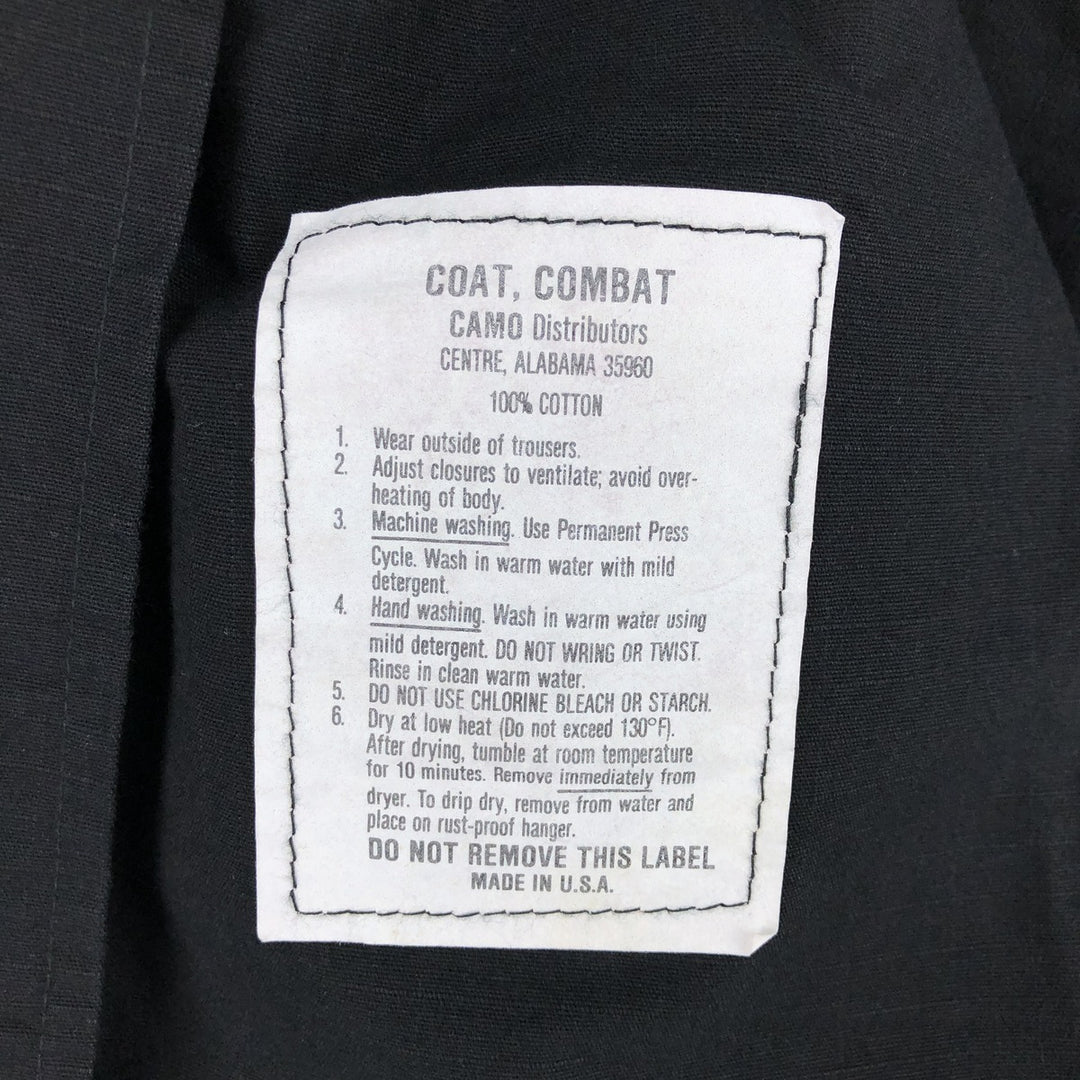 COAT, COMBAT
CAMO Distributors
CENTRE, ALABAMA 35960
100% COTTON
1. Wear outside of trousers.
2. Adjust closures to ventilate; avoid over-
heating of body.
3. Machine washing. Use Permanent Press
Cycle. Wash in warm water with mild
detergent.
4. Hand washing. Wash in warm water using
mild detergent. DO NOT WRING OR TWIST.
Rinse in clean warm water.
5. DO NOT USE CHLORINE BLEACH OR STARCH.
6. Dry at low heat (Do not exceed 130°F).
After drying, tumble at room temperature
for 10 minutes. Remove immediately from
dryer. To drip dry, remove from water and
place on rust-proof hanger.
DO NOT REMOVE THIS LABEL
MADE IN U.S.A.